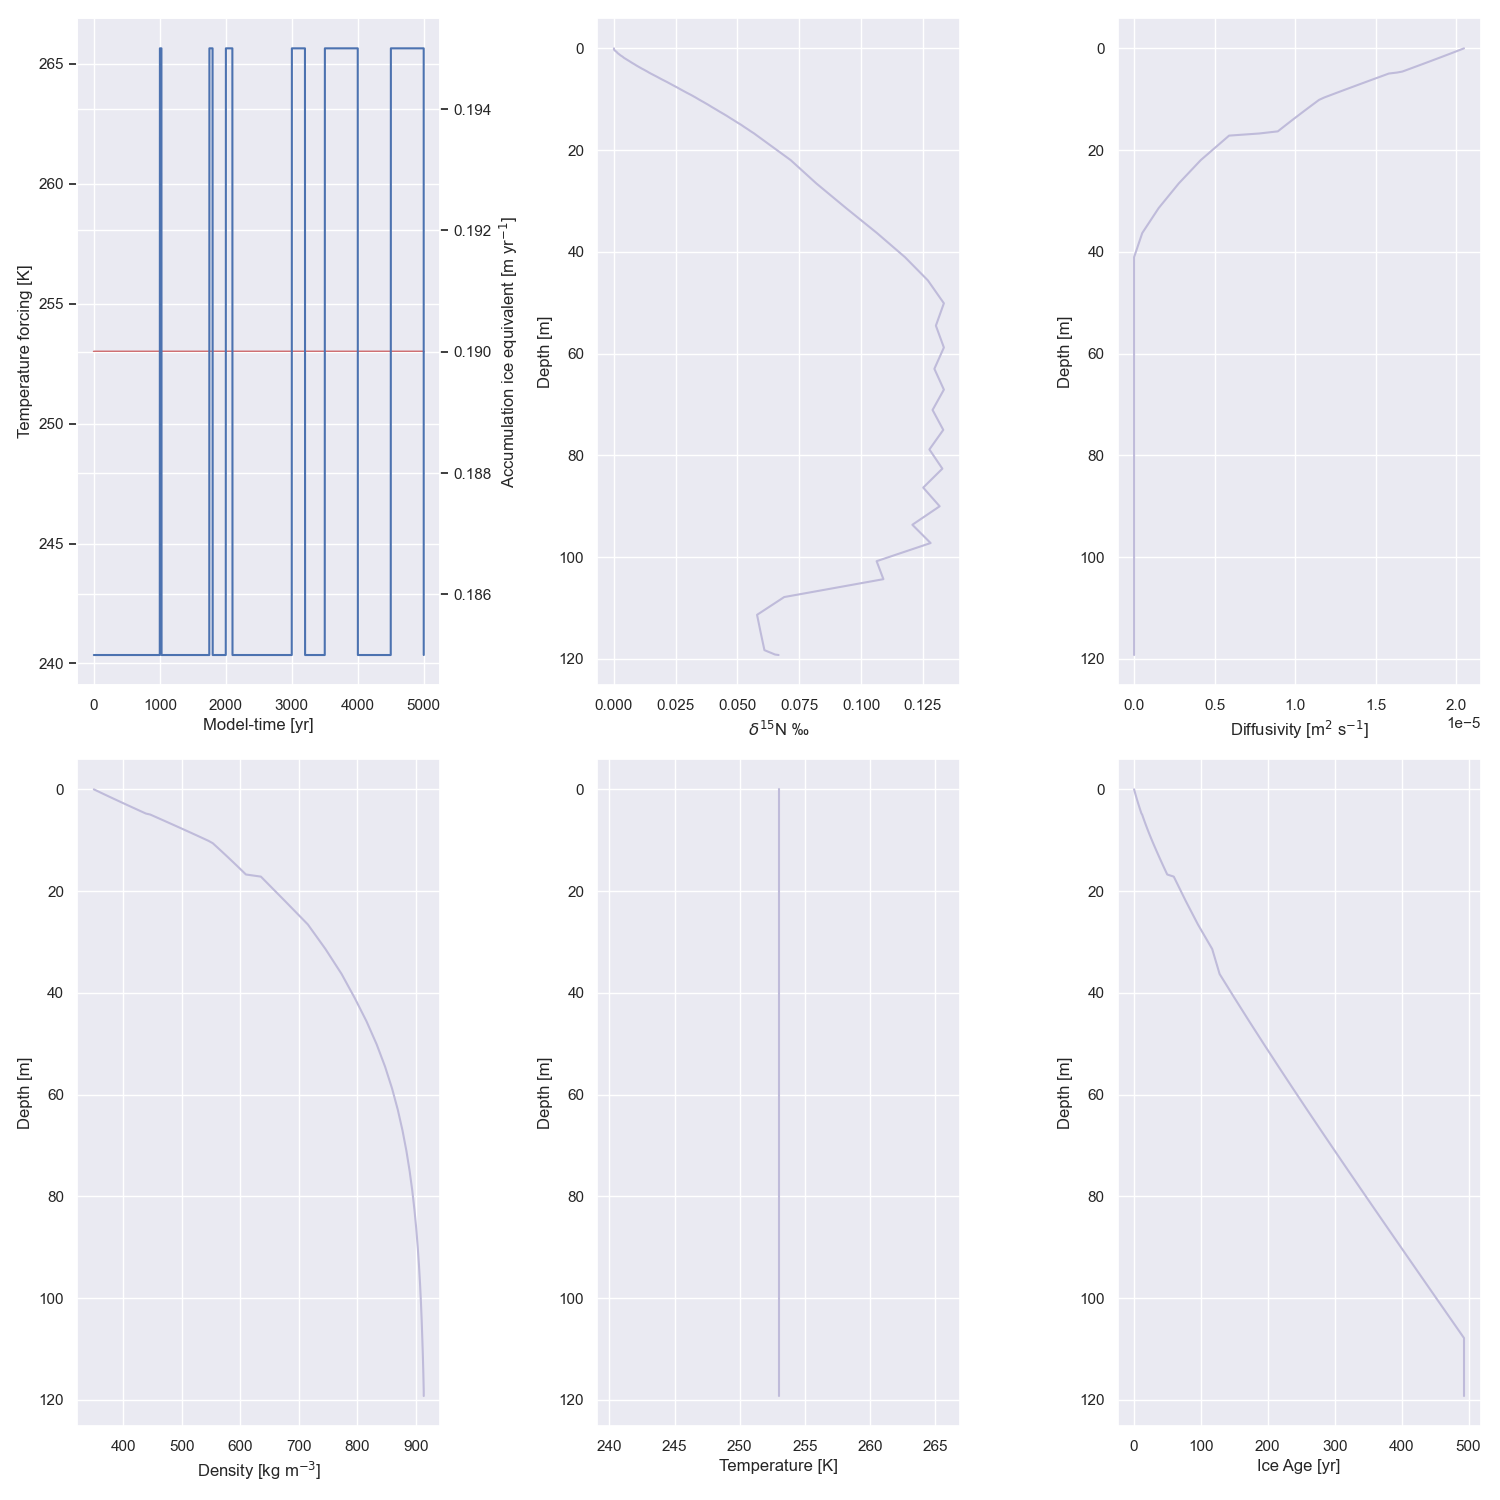 265
260
255
250
245
240
Temperature forcing [K]
0.194
0.192
0.190
0.188
0.186
Accumulation ice equivalent [m yr⁻¹]
0 1000 2000 3000 4000 5000
Model-time [yr]
0
20
40
60
80
100
120
Depth [m]
0.000 0.025 0.050 0.075 0.100 0.125
δ¹⁵N ‰
0
20
40
60
80
100
120
Depth [m]
0.0 0.5 1.0 1.5 2.0
1e−5
Diffusivity [m² s⁻¹]
0
20
40
60
80
100
120
Depth [m]
400 500 600 700 800 900
Density [kg m⁻³]
0
20
40
60
80
100
120
Depth [m]
240 245 250 255 260 265
Temperature [K]
0
20
40
60
80
100
120
Depth [m]
0 100 200 300 400 500
Ice Age [yr]